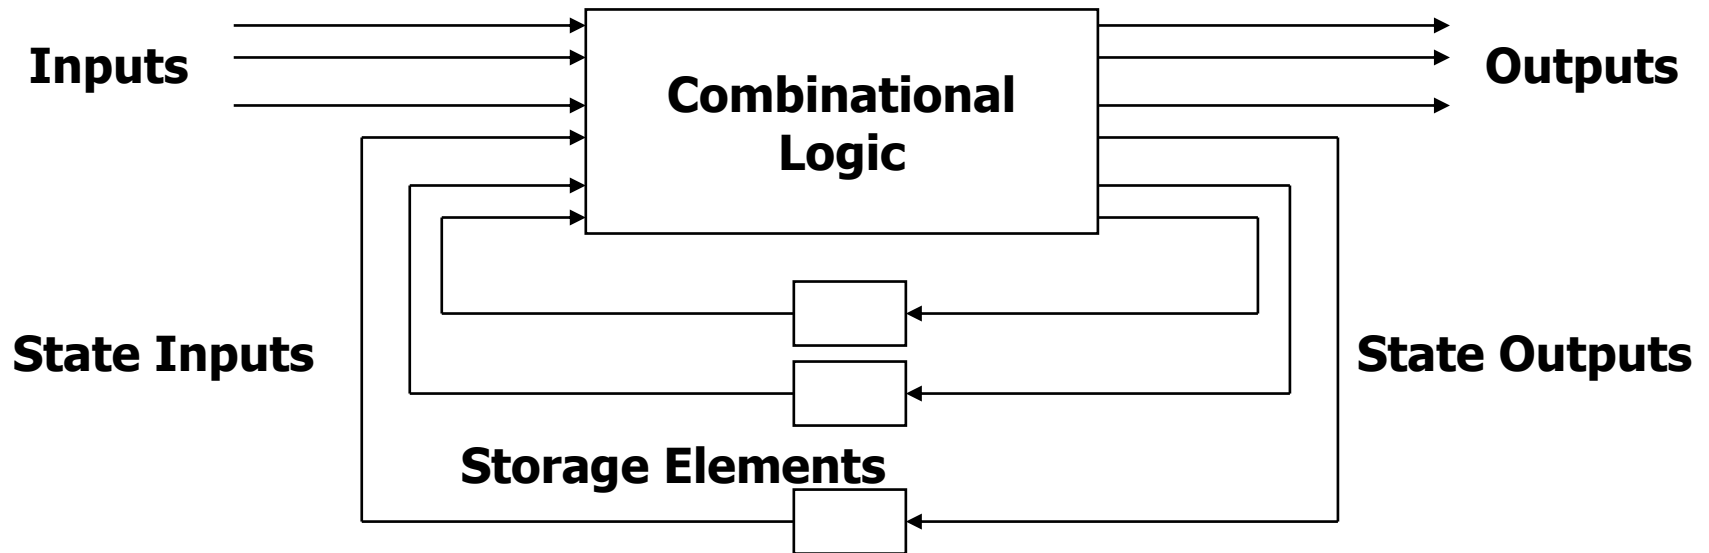 Inputs
Combinational
Logic
Outputs
State Inputs
State Outputs
Storage Elements